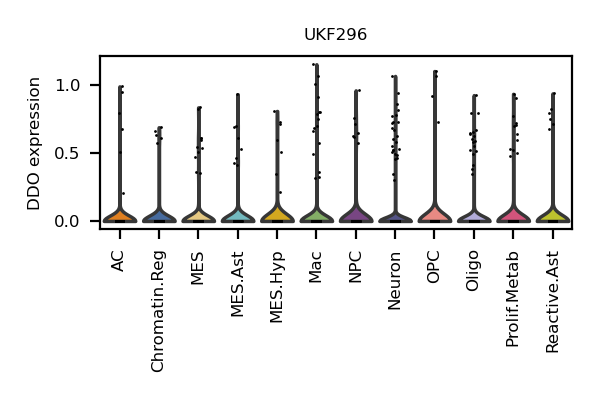 UKF296
DDO expression
1.0
0.5
0.0
AC
Chromatin.Reg
MES
MES.Ast
MES.Hyp
Mac
NPC
Neuron
OPC
Oligo
Prolif.Metab
Reactive.Ast